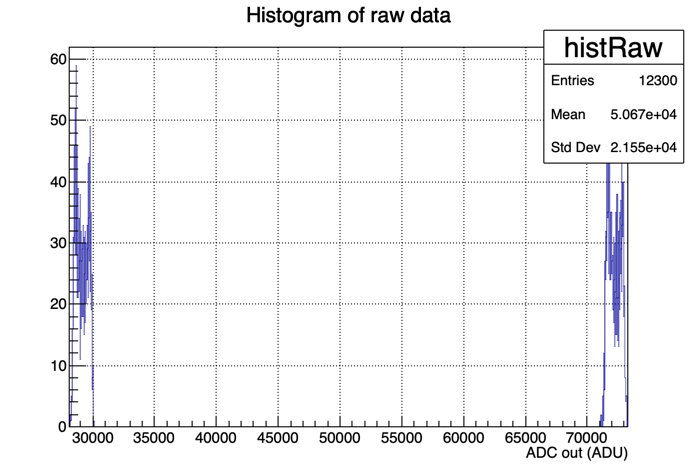 Histogram of raw data
histRaw
Entries 12300
Mean 5.067e+04
Std Dev 2.155e+04
60
50
40
30
20
10
0
30000 35000 40000 45000 50000 55000 60000 65000 70000
ADC out (ADU)